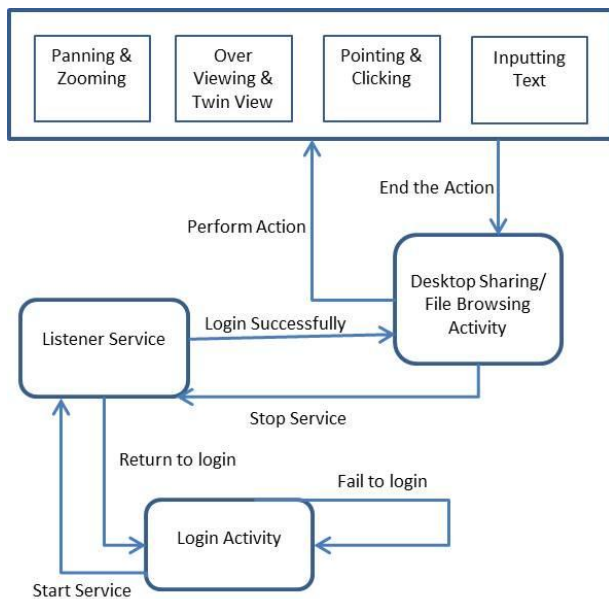 Panning &
Zooming
Over
Viewing &
Twin View
Pointing &
Clicking
Inputting
Text
End the Action
Perform Action
Desktop Sharing/
File Browsing
Activity
Listener Service
Login Successfully
Stop Service
Return to login
Fail to login
Login Activity
Start Service